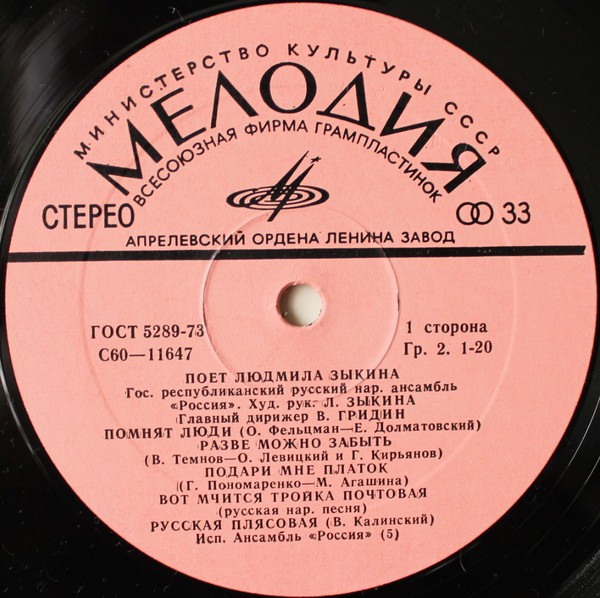 МИНИСТЕРСТВО КУЛЬТУРЫ СССР
МЕЛОДИЯ
ВСЕСОЮЗНАЯ ФИРМА ГРАМПЛАСТИНОК
СТЕРЕО
33
АПРЕЛЕВСКИЙ ОРДЕНА ЛЕНИНА ЗАВОД
ГОСТ 5289-73
1 сторона
С60—11647
Гр. 2. 1-20
ПОЕТ ЛЮДМИЛА ЗЫКИНА
Гос. республиканский русский нар. ансамбль
«Россия». Худ. рук. Л. ЗЫКИНА
Главный дирижер В. ГРИДИН
ПОМНЯТ ЛЮДИ (О. Фельцман—Е. Долматовский)
РАЗВЕ МОЖНО ЗАБЫТЬ
(В. Темнов—О. Левицкий и Г. Кирьянов)
ПОДАРИ МНЕ ПЛАТОК
(Г. Пономаренко—М. Агашина)
ВОТ МЧИТСЯ ТРОЙКА ПОЧТОВАЯ
(русская нар. песня)
РУССКАЯ ПЛЯСОВАЯ (В. Калинский)
Исп. Ансамбль «Россия» (5)